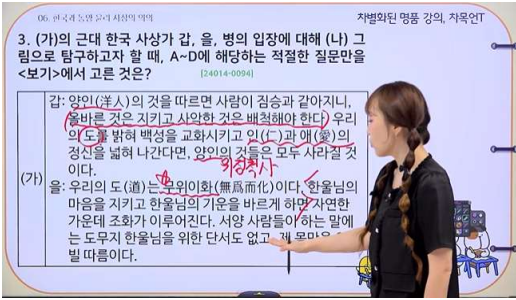 06. 한국과 동양 윤리 사상의 의의
차별화된 명품 강의, 차목언T
3. (가)의 근대 한국 사상가 갑, 을, 병의 입장에 대해 (나) 그
림으로 탐구하고자 할 때, A~D에 해당하는 적절한 질문만을
<보기>에서 고른 것은?
[24014-0094]
(가)
갑: 양인(洋人)의 것을 따르면 사람이 짐승과 같아지니,
올바른 것은 지키고 사악한 것은 배척해야 한다. 우리
의 도를 밝혀 백성을 교화시키고 인(仁)과 애(愛)의
정신을 넓혀 나간다면, 양인의 것들은 모두 사라질 것
이다.
위정척사
을: 우리의 도(道)는 무위이화(無爲而化)이다. 한울님의
마음을 지키고 한울님의 기운을 바르게 하면 자연한
가운데 조화가 이루어진다. 서양 사람들이 하는 말에
는 도무지 한울님을 위한 단서도 없고, 제 몸만을
빌 따름이다.